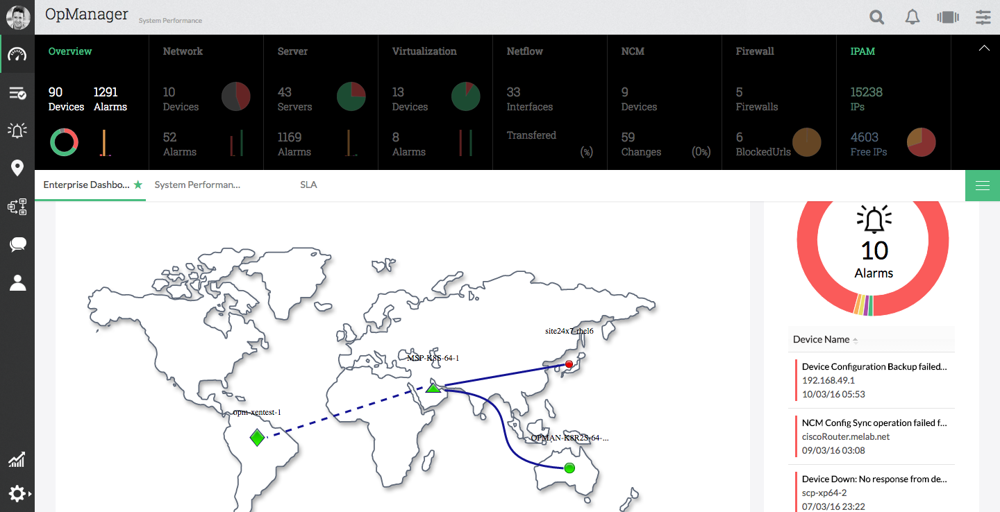 OpManager
System Performance
Overview
Network
Server
Virtualization
Netflow
NCM
Firewall
IPAM
90
Devices
1291
Alarms
10
Devices
52
Alarms
43
Servers
1169
Alarms
13
Devices
8
Alarms
33
Interfaces
Transfered
(%)
9
Devices
59
Changes
(0%)
5
Firewalls
6
BlockedUrls
15238
IPs
4603
Free IPs
Enterprise Dashbo...
System Performan...
SLA
site24x7-rhel6
MSP-K8S-64-1
opm-xentest-1
OPMAN-K8R2S-64-...
10
Alarms
Device Name
Device Configuration Backup failed...
192.168.49.1
10/03/16 05:53
NCM Config Sync operation failed f...
ciscoRouter.melab.net
09/03/16 03:08
Device Down: No response from de...
scp-xp64-2
07/03/16 23:22